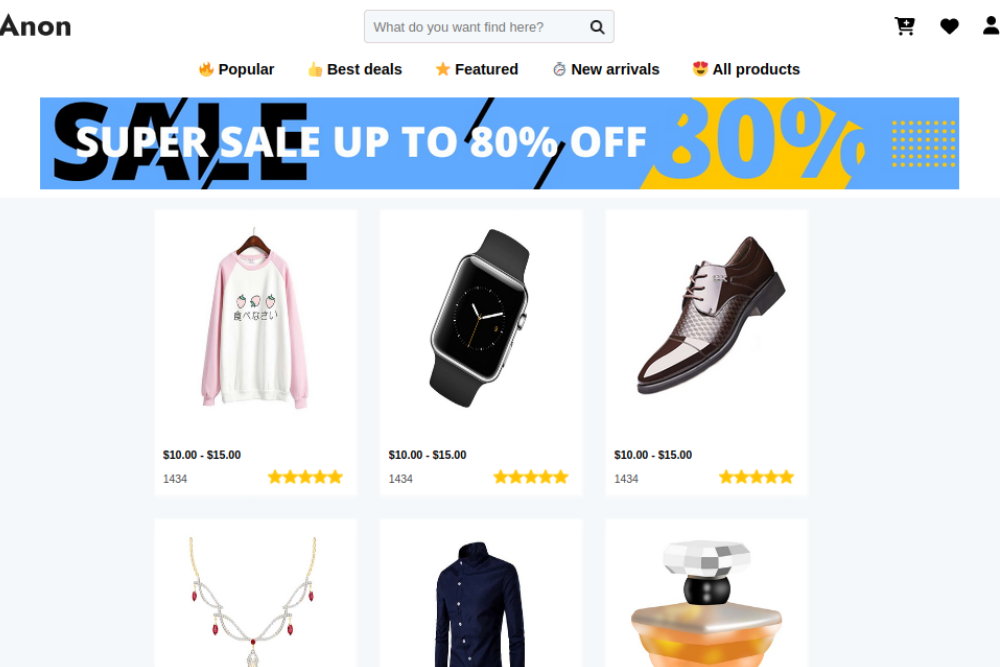 Anon
What do you want find here?
Popular Best deals Featured New arrivals All products
SALE
SUPER SALE UP TO 80% OFF
80%
食べなさい
$10.00 - $15.00 $10.00 - $15.00 $10.00 - $15.00
1434 1434 1434